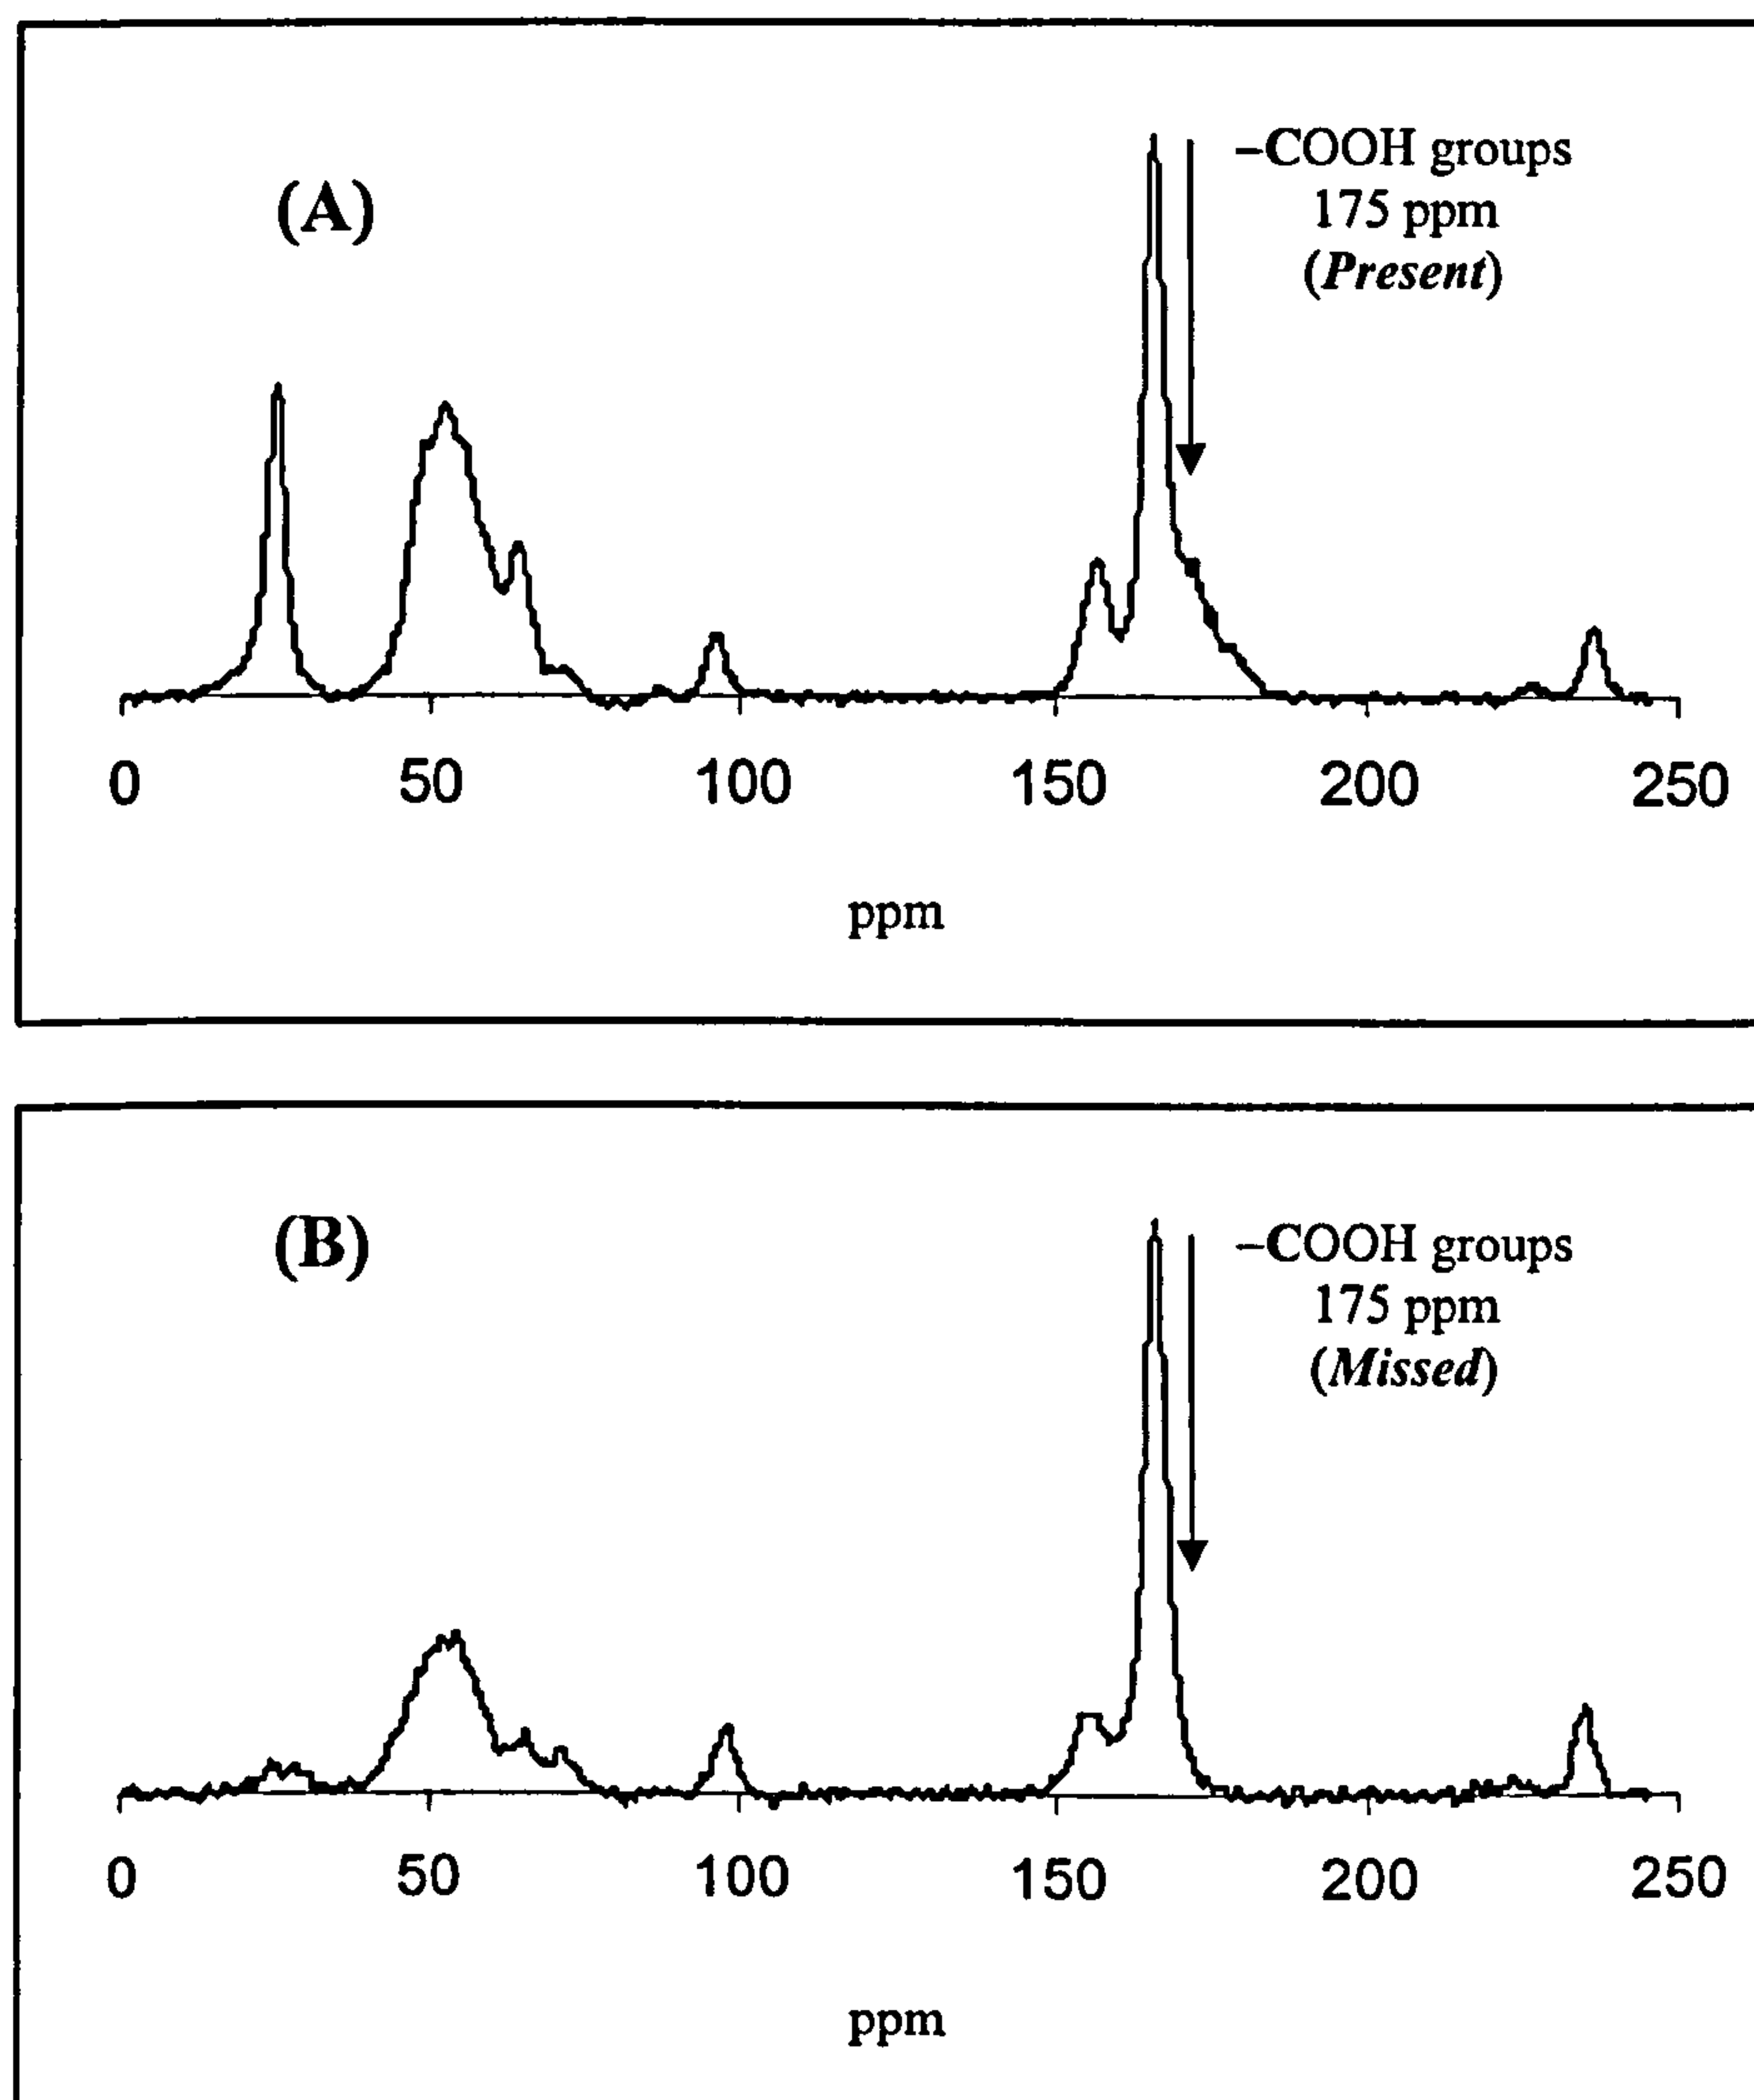 (A)
–COOH groups
175 ppm
(Present)
0 50 100 150 200 250
ppm
(B)
–COOH groups
175 ppm
(Missed)
0 50 100 150 200 250
ppm